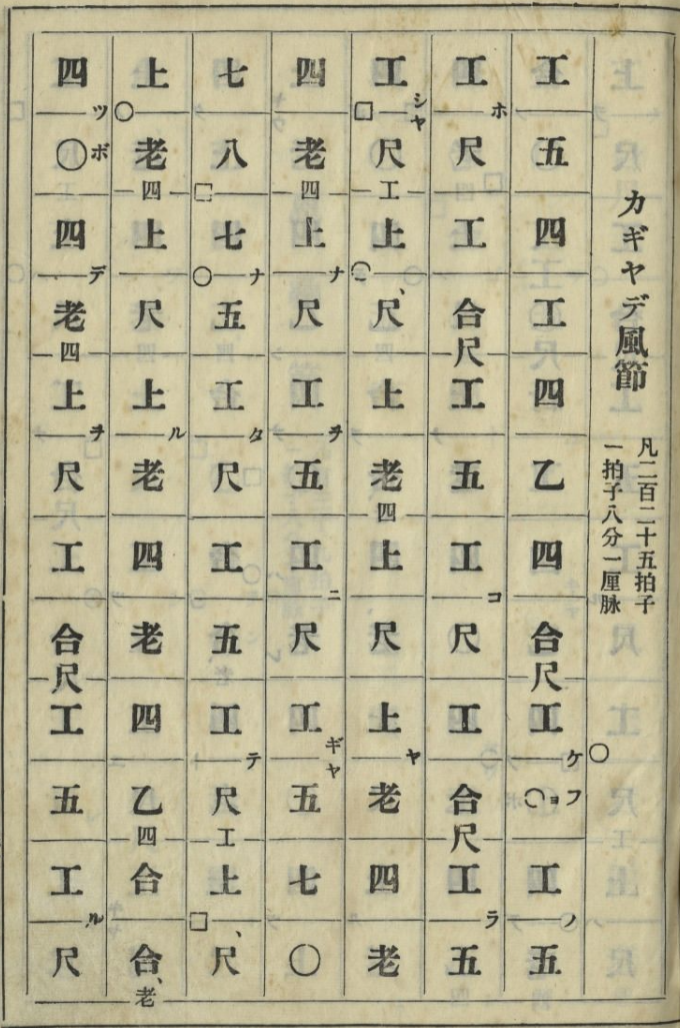 カギヤデ風節
凡二百二十五拍子
一拍子八分一厘脉
工五四工四乙四合尺工ケフ○ョ工ノ五
工ホ尺工合尺工五工コ尺工合尺工ラ五
工シヤ□尺工上○尺、上老四上尺上ヤ老四老
四老四上ナ尺工ヲ五工ニ尺工ギヤ五七○
七八□七ナ○五工タ尺工五工テ尺工上□尺、
上○老四上尺上ル老四老四乙四合合、老
四ツ○ボ四デ老四上ヲ尺工合尺工五工ル尺